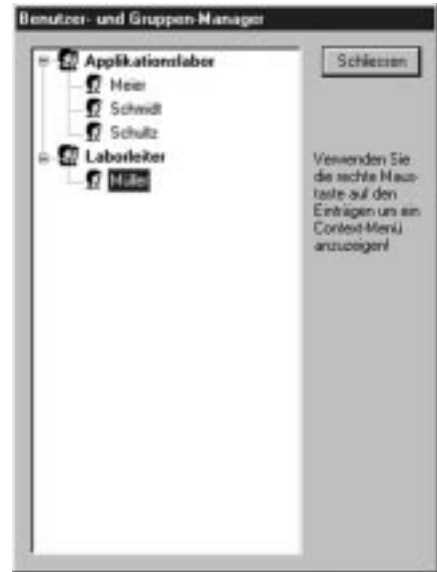 Benutzer- und Gruppen-Manager
Applikationslabor
Meier
Schmidt
Schultz
Laborleiter
Müller
Schliessen
Verwenden Sie
die rechte Maus-
taste auf den
Einträgen um ein
Context-Menü
anzuzeigen!